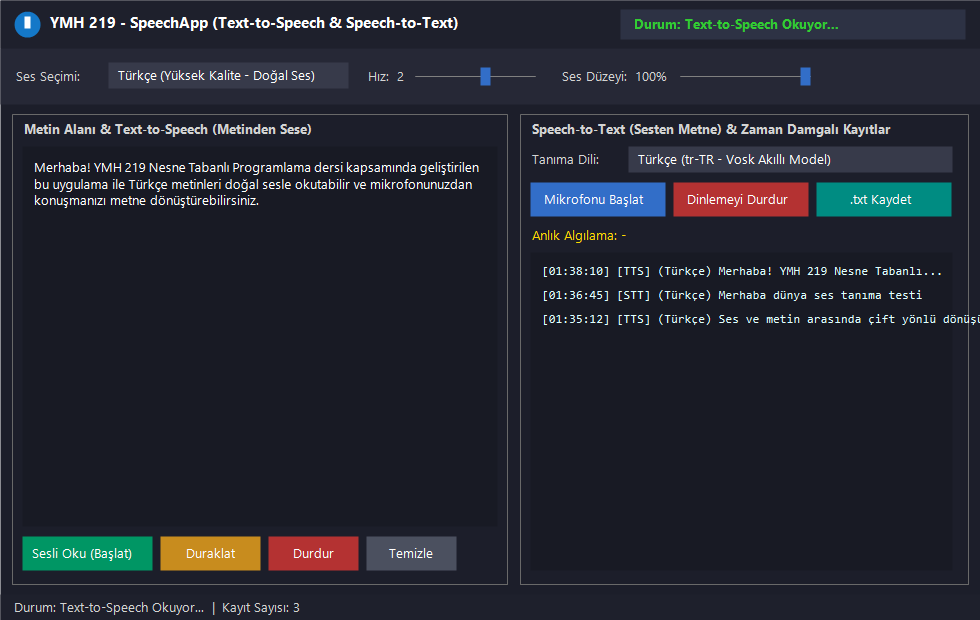 YMH 219 - SpeechApp (Text-to-Speech & Speech-to-Text)
Durum: Text-to-Speech Okuyor...
Ses Seçimi:
Türkçe (Yüksek Kalite - Doğal Ses)
Hız: 2
Ses Düzeyi: 100%
Metin Alanı & Text-to-Speech (Metinden Sese)
Merhaba! YMH 219 Nesne Tabanlı Programlama dersi kapsamında geliştirilen
bu uygulama ile Türkçe metinleri doğal sesle okutabilir ve mikrofonunuzdan
konuşmanızı metne dönüştürebilirsiniz.
Sesli Oku (Başlat)
Duraklat
Durdur
Temizle
Speech-to-Text (Sesten Metne) & Zaman Damgalı Kayıtlar
Tanıma Dili:
Türkçe (tr-TR - Vosk Akıllı Model)
Mikrofonu Başlat
Dinlemeyi Durdur
.txt Kaydet
Anlık Algılama: -
[01:38:10] [TTS] (Türkçe) Merhaba! YMH 219 Nesne Tabanlı...
[01:36:45] [STT] (Türkçe) Merhaba dünya ses tanıma testi
[01:35:12] [TTS] (Türkçe) Ses ve metin arasında çift yönlü
Durum: Text-to-Speech Okuyor... | Kayıt Sayısı: 3